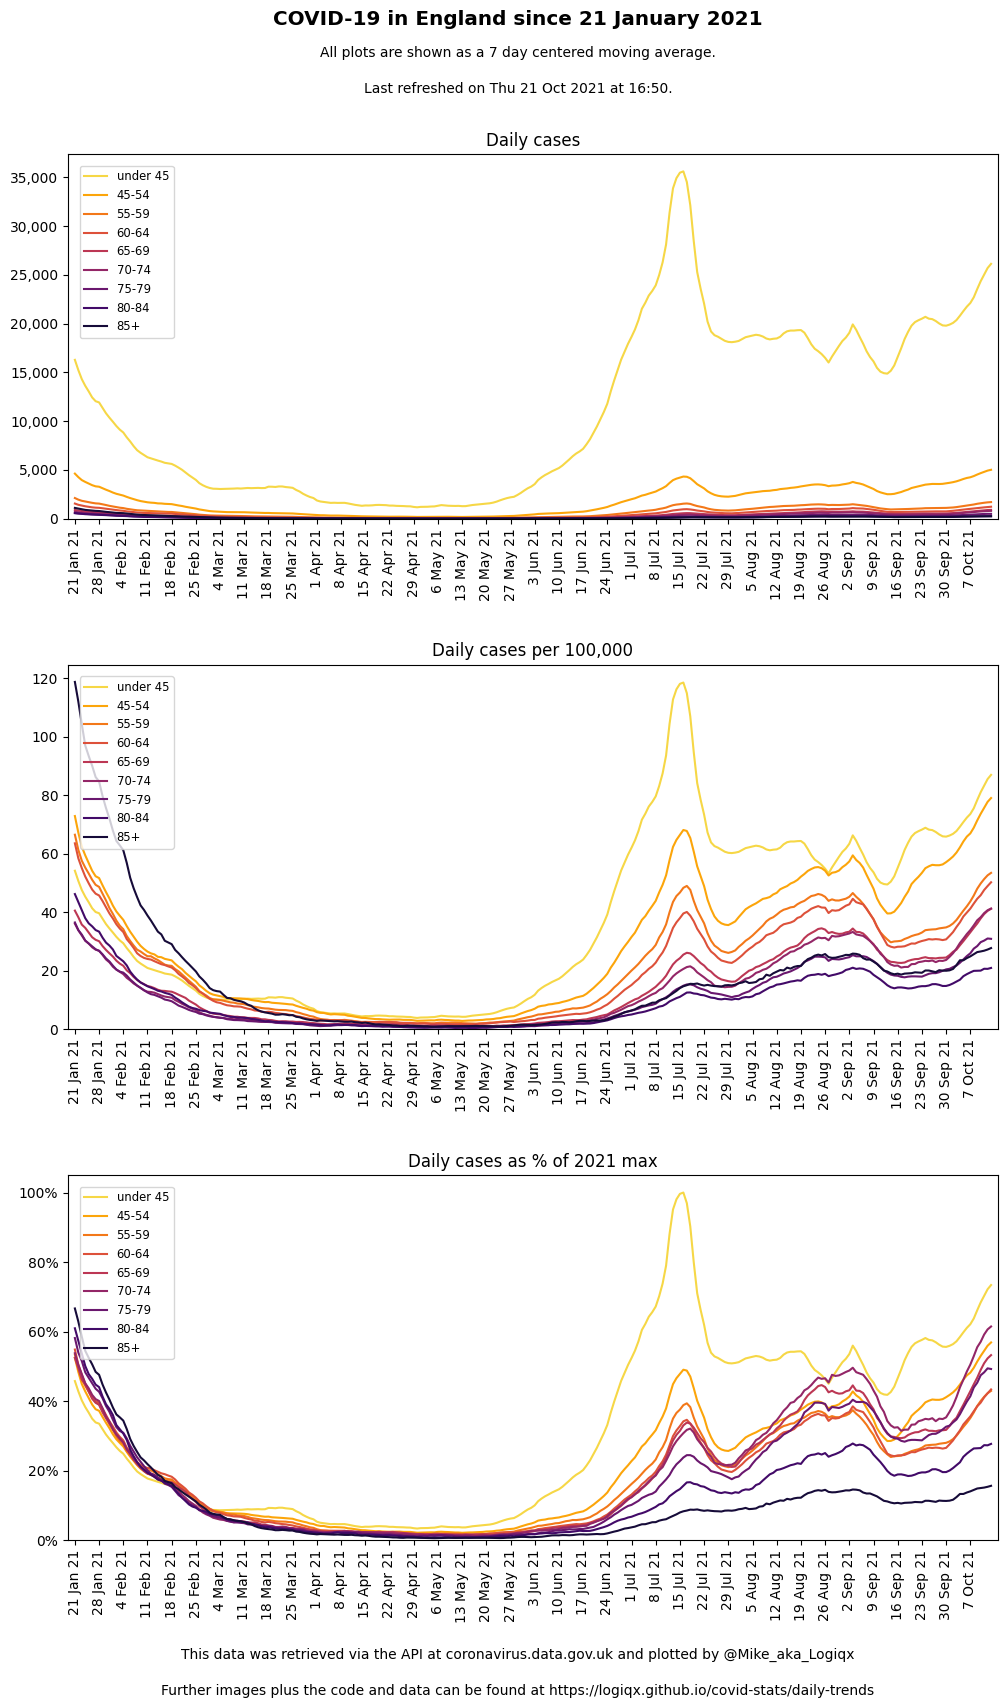 COVID-19 in England since 21 January 2021
All plots are shown as a 7 day centered moving average.
Last refreshed on Thu 21 Oct 2021 at 16:50.
Daily cases
35,000
30,000
25,000
20,000
15,000
10,000
5,000
0
under 45
45-54
55-59
60-64
65-69
70-74
75-79
80-84
85+
21 Jan 21
28 Jan 21
4 Feb 21
11 Feb 21
18 Feb 21
25 Feb 21
4 Mar 21
11 Mar 21
18 Mar 21
25 Mar 21
1 Apr 21
8 Apr 21
15 Apr 21
22 Apr 21
29 Apr 21
6 May 21
13 May 21
20 May 21
27 May 21
3 Jun 21
10 Jun 21
17 Jun 21
24 Jun 21
1 Jul 21
8 Jul 21
15 Jul 21
22 Jul 21
29 Jul 21
5 Aug 21
12 Aug 21
19 Aug 21
26 Aug 21
2 Sep 21
9 Sep 21
16 Sep 21
23 Sep 21
30 Sep 21
7 Oct 21
Daily cases per 100,000
120
100
80
60
40
20
0
under 45
45-54
55-59
60-64
65-69
70-74
75-79
80-84
85+
21 Jan 21
28 Jan 21
4 Feb 21
11 Feb 21
18 Feb 21
25 Feb 21
4 Mar 21
11 Mar 21
18 Mar 21
25 Mar 21
1 Apr 21
8 Apr 21
15 Apr 21
22 Apr 21
29 Apr 21
6 May 21
13 May 21
20 May 21
27 May 21
3 Jun 21
10 Jun 21
17 Jun 21
24 Jun 21
1 Jul 21
8 Jul 21
15 Jul 21
22 Jul 21
29 Jul 21
5 Aug 21
12 Aug 21
19 Aug 21
26 Aug 21
2 Sep 21
9 Sep 21
16 Sep 21
23 Sep 21
30 Sep 21
7 Oct 21
Daily cases as % of 2021 max
100%
80%
60%
40%
20%
0%
under 45
45-54
55-59
60-64
65-69
70-74
75-79
80-84
85+
21 Jan 21
28 Jan 21
4 Feb 21
11 Feb 21
18 Feb 21
25 Feb 21
4 Mar 21
11 Mar 21
18 Mar 21
25 Mar 21
1 Apr 21
8 Apr 21
15 Apr 21
22 Apr 21
29 Apr 21
6 May 21
13 May 21
20 May 21
27 May 21
3 Jun 21
10 Jun 21
17 Jun 21
24 Jun 21
1 Jul 21
8 Jul 21
15 Jul 21
22 Jul 21
29 Jul 21
5 Aug 21
12 Aug 21
19 Aug 21
26 Aug 21
2 Sep 21
9 Sep 21
16 Sep 21
23 Sep 21
30 Sep 21
7 Oct 21
This data was retrieved via the API at coronavirus.data.gov.uk and plotted by @Mike_aka_Logiqx
Further images plus the code and data can be found at https://logiqx.github.io/covid-stats/daily-trends